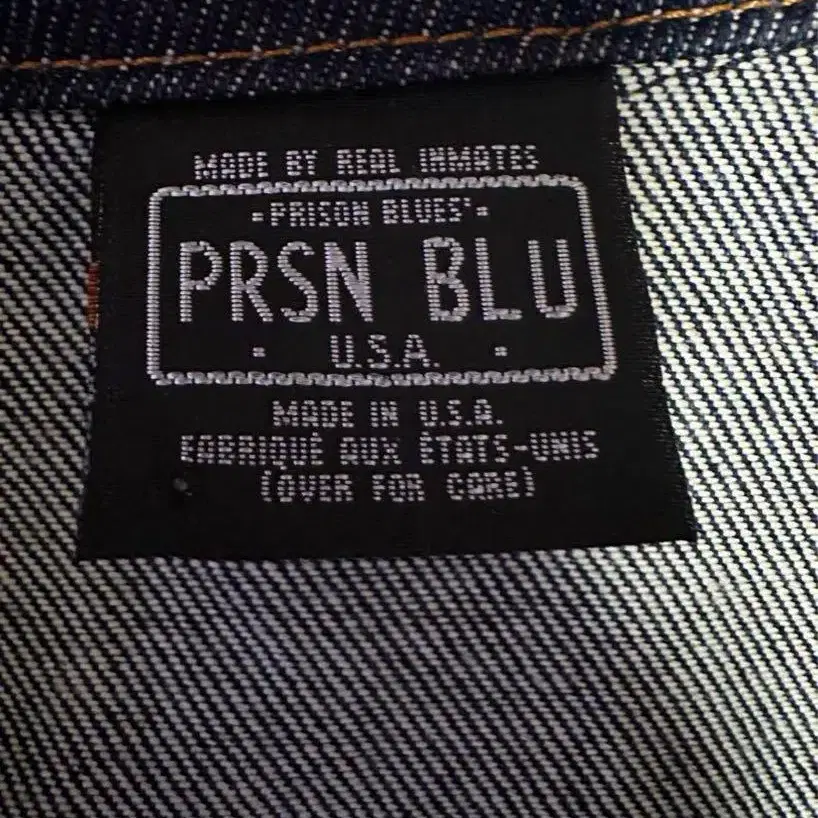 MADE BY REAL INMATES
PRISON BLUES'
PRSN BLU
U.S.A.
MADE IN U.S.A.
FABRIQUÉ AUX ÉTATS-UNIS
(OVER FOR CARE)